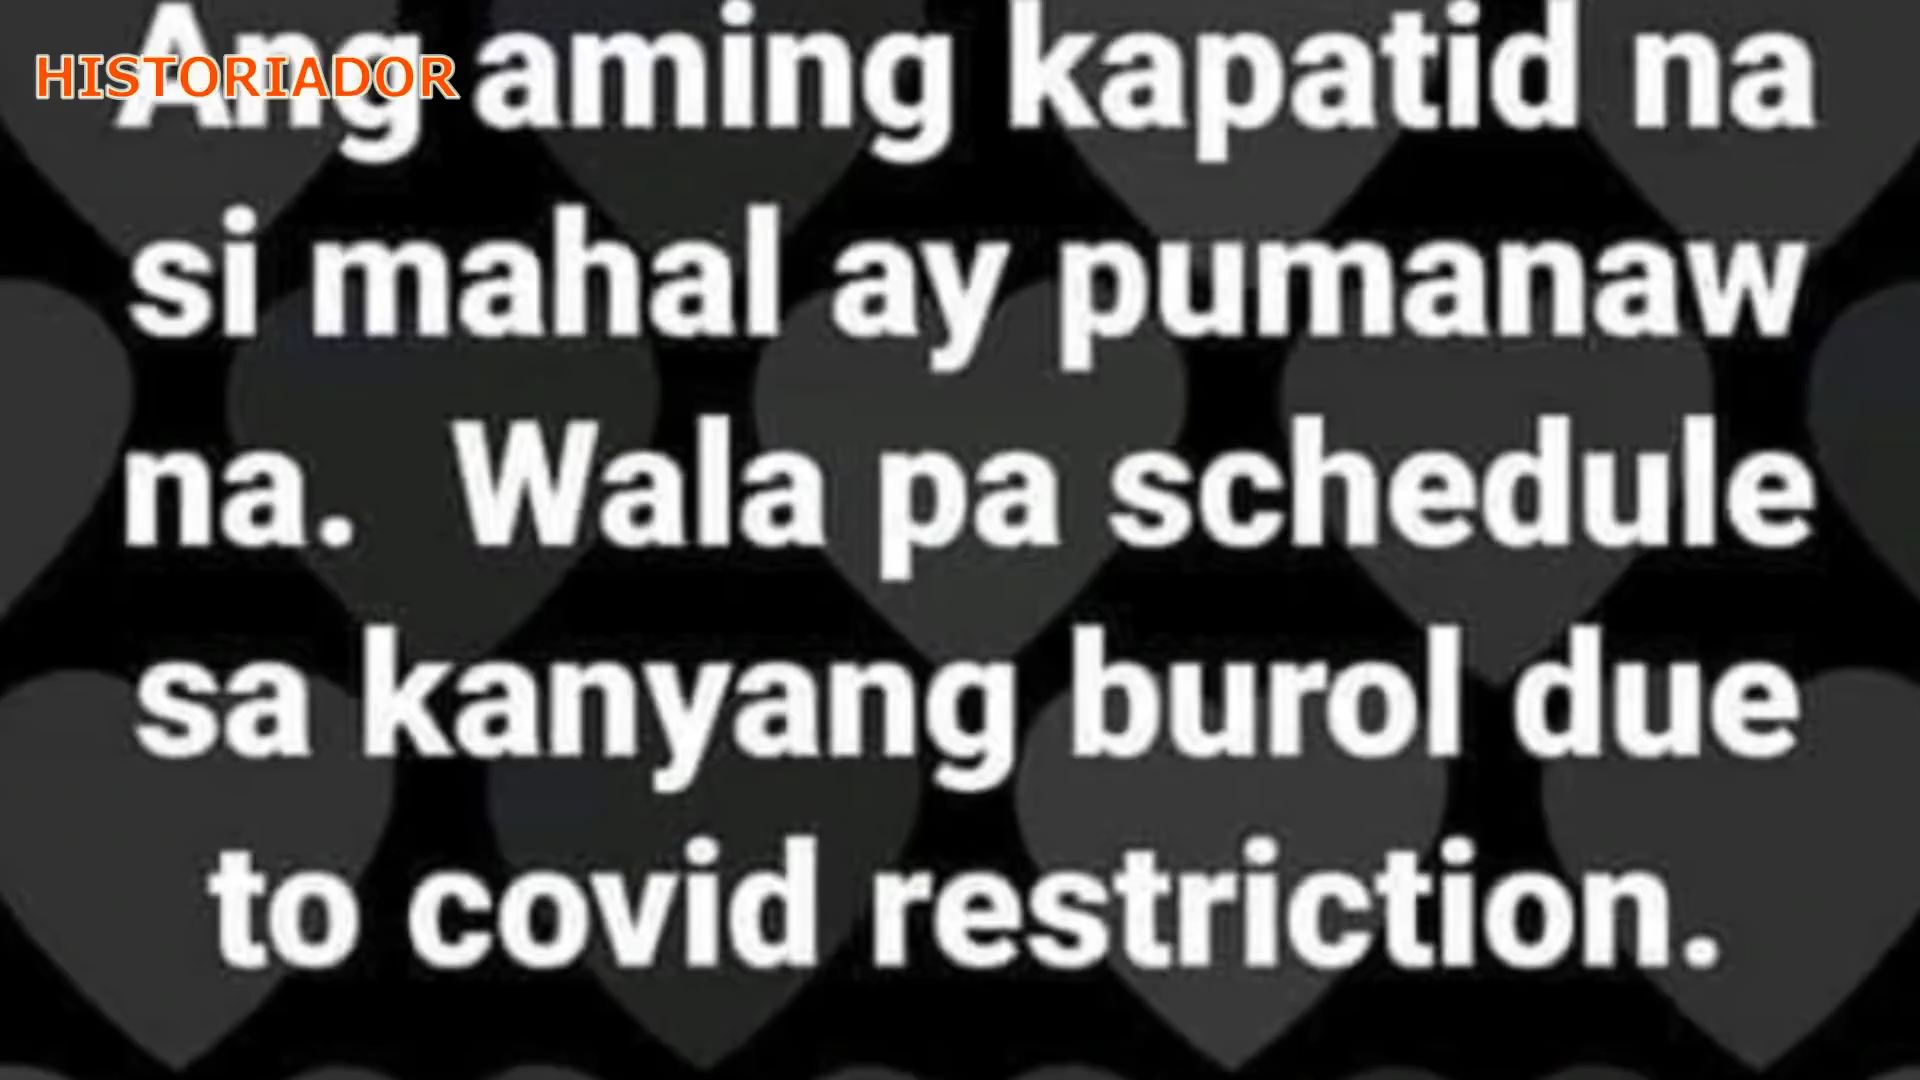 HISTORIADOR
Ang aming kapatid na
si mahal ay pumanaw
na. Wala pa schedule
sa kanyang burol due
to covid restriction.